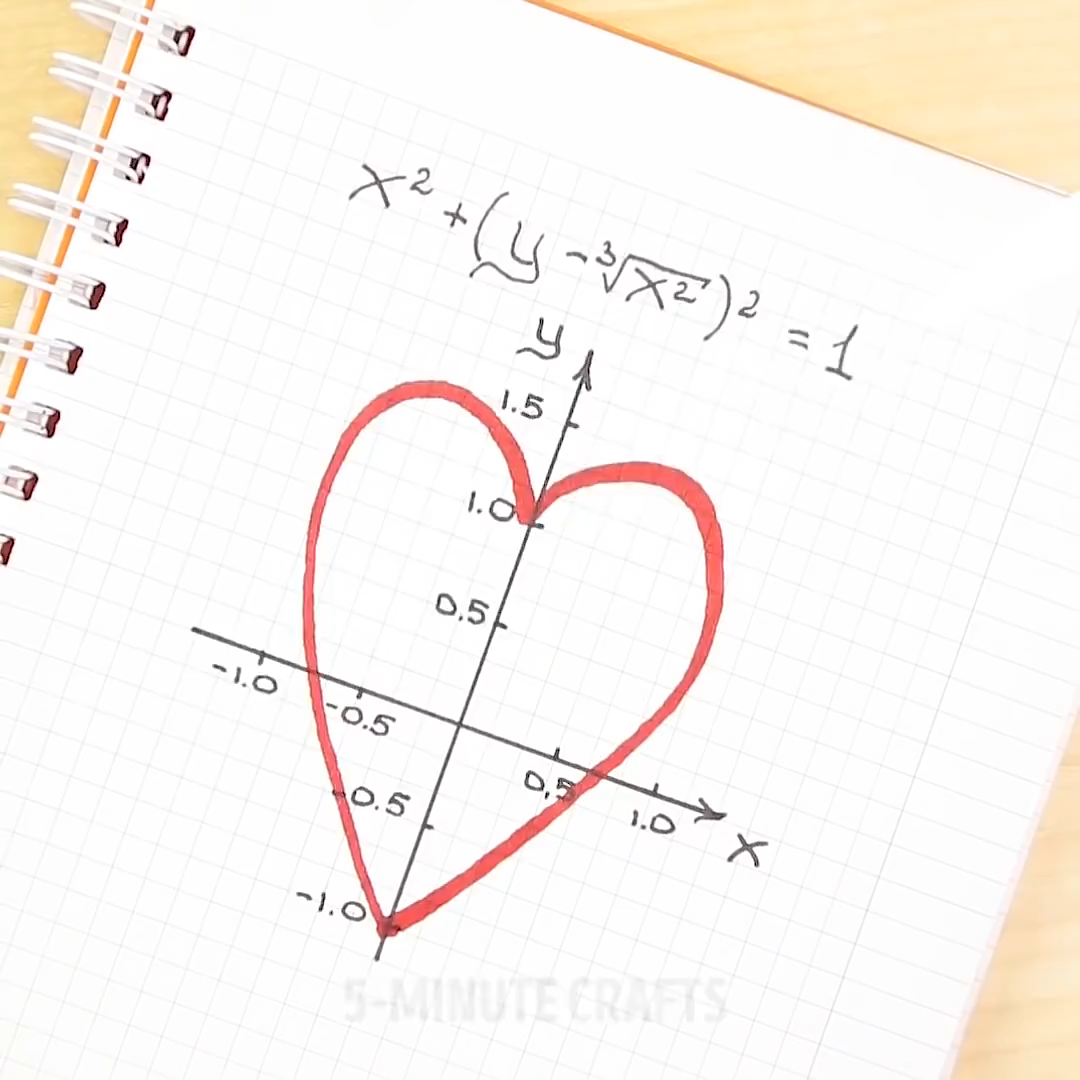 x² + (y - ³√x²)² = 1
y
1.5
1.0
0.5
-1.0
-0.5
0,5
1.0
x
-0.5
-1.0
5-MINUTE CRAFTS